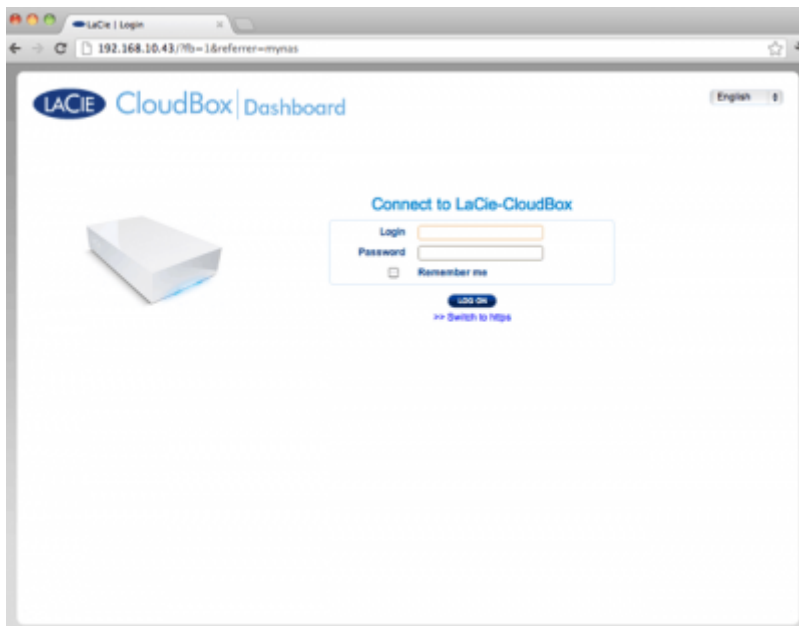 LaCie | Login
192.168.10.43/?fb=1&referrer=mynas
LACIE CloudBox | Dashboard
English
Connect to LaCie-CloudBox
Login
Password
Remember me
LOG ON
>> Switch to https